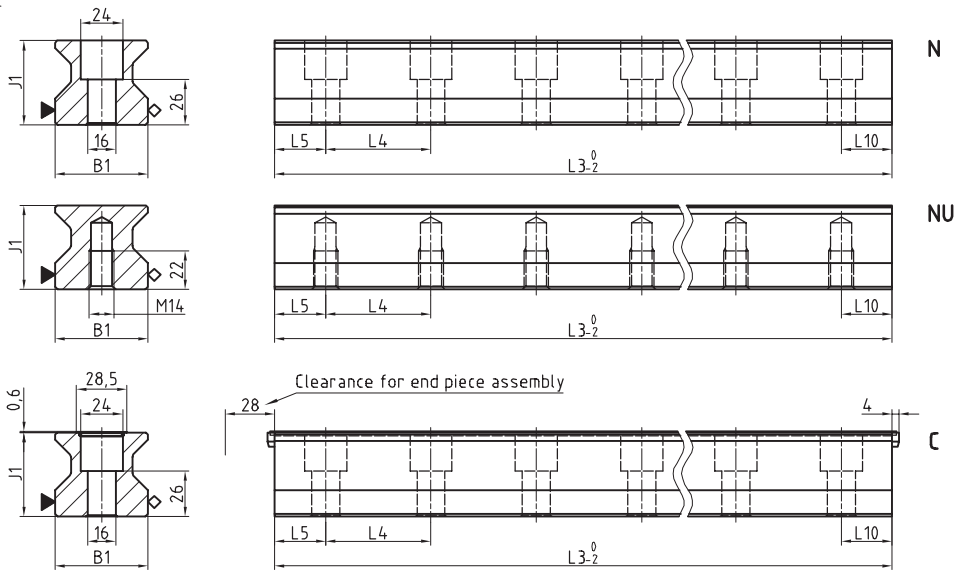 24
N
J1
26
16
L5
L4
L10
B1
L3-2 0
NU
J1
22
L5
L4
L10
M14
B1
L3-2 0
28,5
Clearance for end piece assembly
0,6
24
28
4
C
J1
26
16
L5
L4
L10
B1
L3-2 0